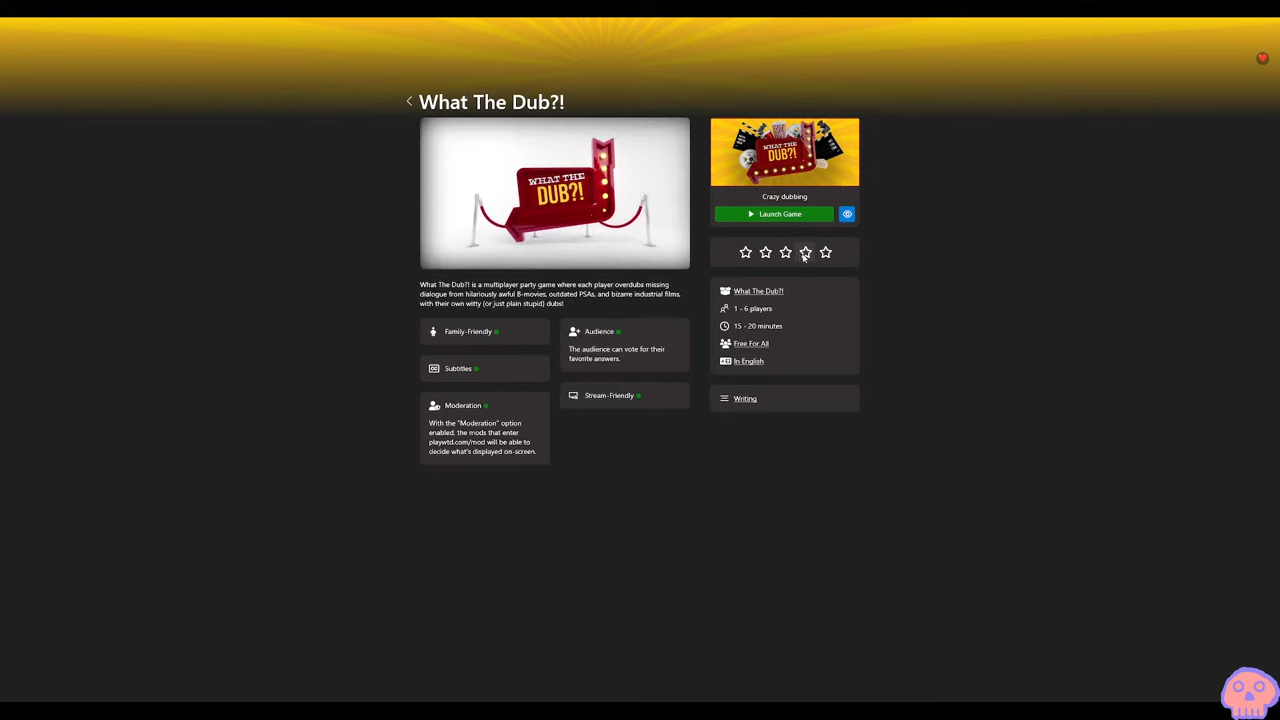 What The Dub?!
WHAT THE
DUB?!
What The Dub?! is a multiplayer party game where each player overdubs missing
dialogue from hilariously awful B-movies, outdated PSAs, and bizarre industrial films,
with their own witty (or just plain stupid) dubs!
Family-Friendly
Subtitles
Moderation
With the "Moderation" option
enabled, the mods that enter
playwtd.com/mod will be able to
decide what's displayed on-screen.
Audience
The audience can vote for their
favorite answers.
Stream-Friendly
WHAT THE
DUB?!
Crazy dubbing
Launch Game
What The Dub?!
1 - 6 players
15 - 20 minutes
Free For All
In English
Writing